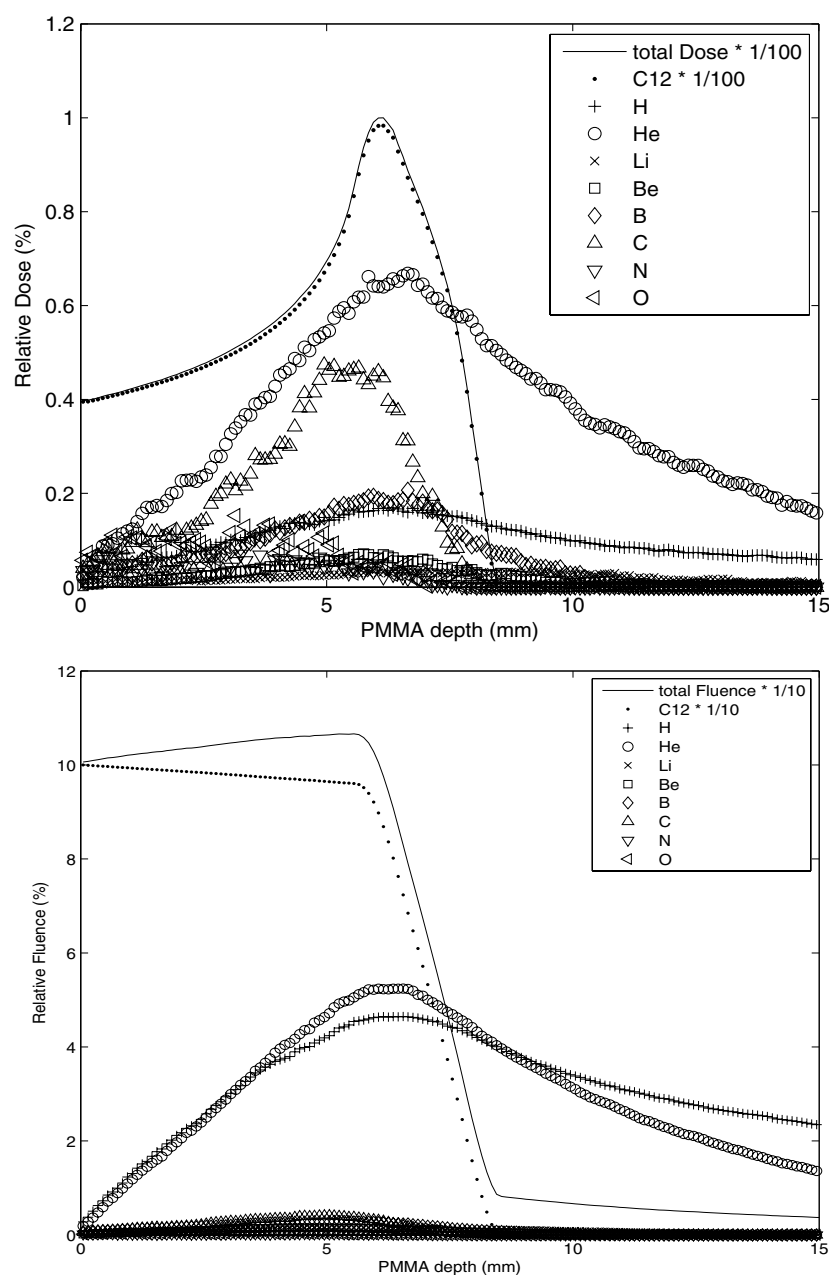 1.2
1
0.8
0.6
0.4
0.2
0
Relative Dose (%)
total Dose * 1/100
C12 * 1/100
H
He
Li
Be
B
C
N
O
0 5 10 15
PMMA depth (mm)
12
10
8
6
4
2
0
Relative Fluence (%)
total Fluence * 1/10
C12 * 1/10
H
He
Li
Be
B
C
N
O
0 5 10 15
PMMA depth (mm)